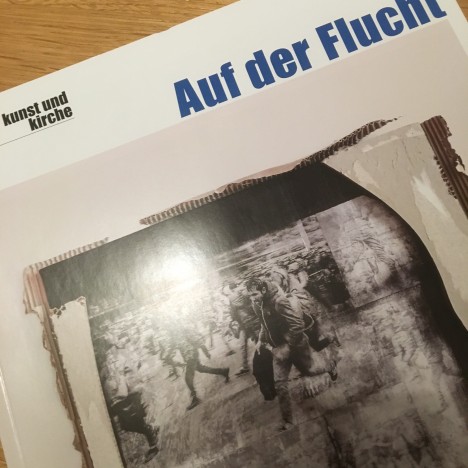 Auf der Flucht
kunst und
kirche